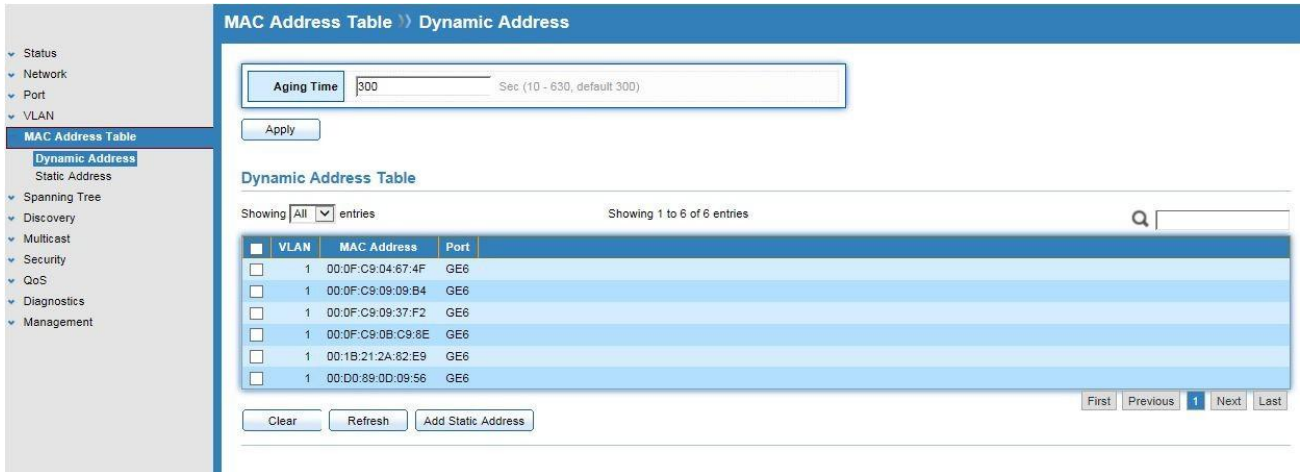 MAC Address Table » Dynamic Address
Status
Network
Port
VLAN
MAC Address Table
Dynamic Address
Static Address
Spanning Tree
Discovery
Multicast
Security
QoS
Diagnostics
Management
Aging Time 300 Sec (10 - 630, default 300)
Apply
Dynamic Address Table
Showing All entries Showing 1 to 6 of 6 entries
VLAN MAC Address Port
1 00:0F:C9:04:67:4F GE6
1 00:0F:C9:09:09:B4 GE6
1 00:0F:C9:09:37:F2 GE6
1 00:0F:C9:0B:C9:8E GE6
1 00:1B:21:2A:82:E9 GE6
1 00:D0:89:0D:09:56 GE6
First Previous 1 Next Last
Clear Refresh Add Static Address